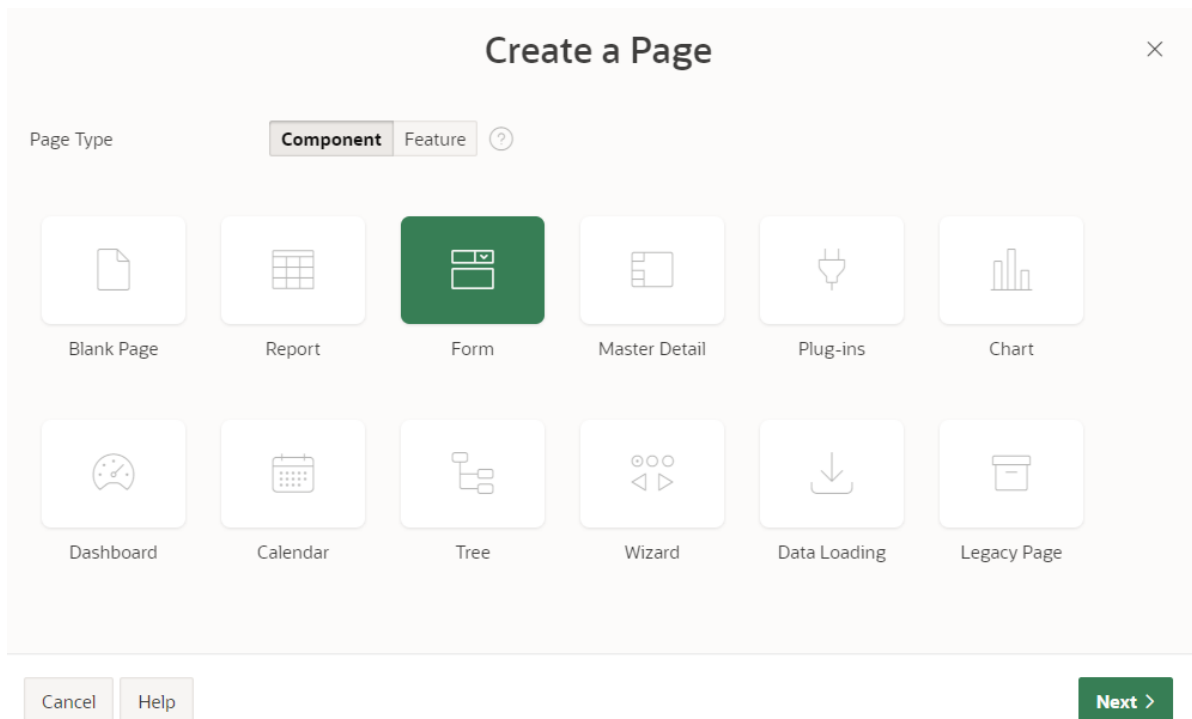 Create a Page
Page Type
Component Feature ?
Blank Page Report Form Master Detail Plug-ins Chart
Dashboard Calendar Tree Wizard Data Loading Legacy Page
Cancel Help Next >